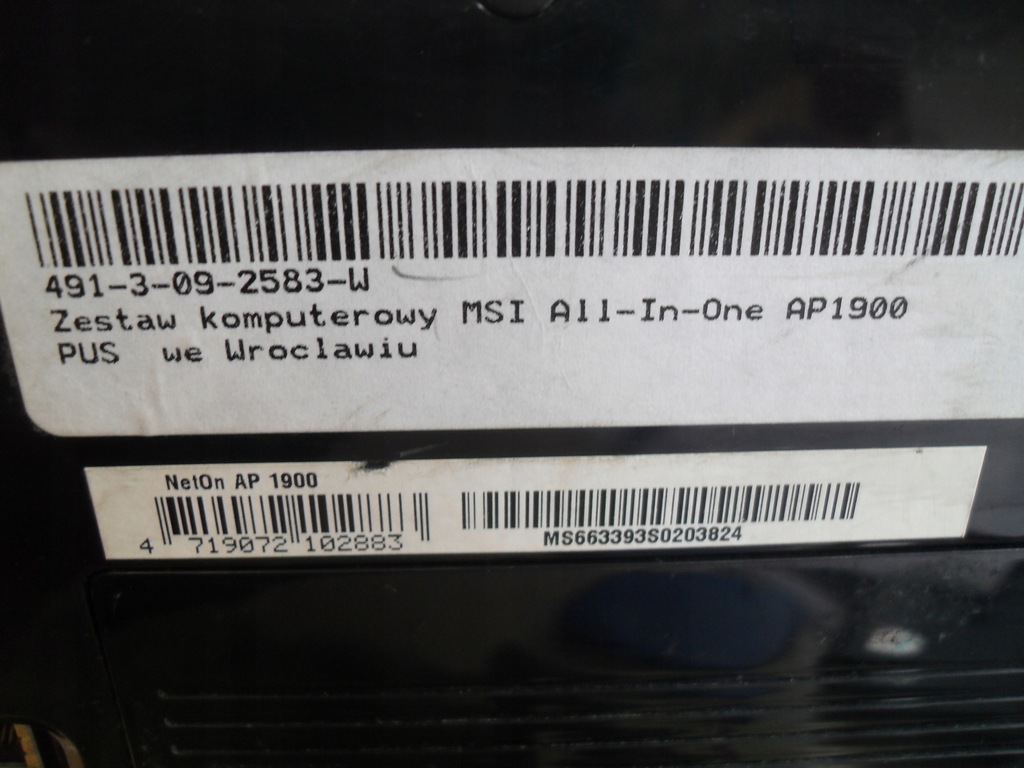 491-3-09-2583-W
Zestaw komputerowy MSI All-In-One AP1900
PUS we Wroclawiu
NetOn AP 1900
4 719072 102883
MS663393S0203824